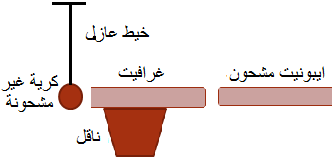 خيط عازل
كرية غير
مشحونة
غرافيت
ايبونيت مشحون
ناقل